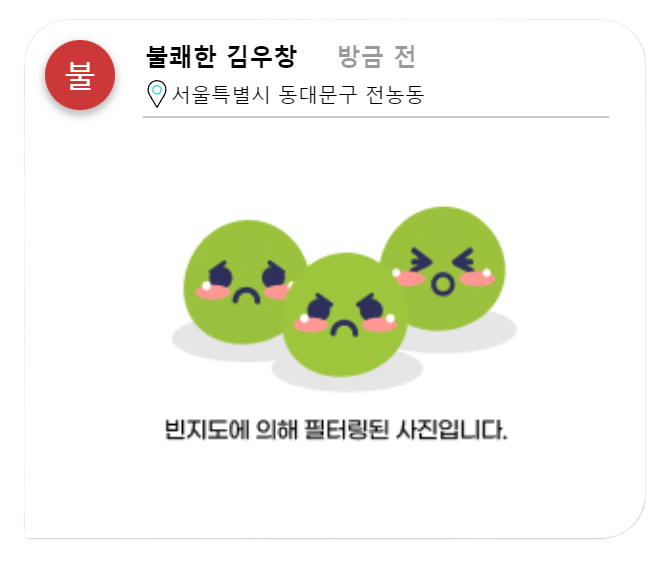 불
불쾌한 김우창 방금 전
서울특별시 동대문구 전농동
빈지도에 의해 필터링된 사진입니다.